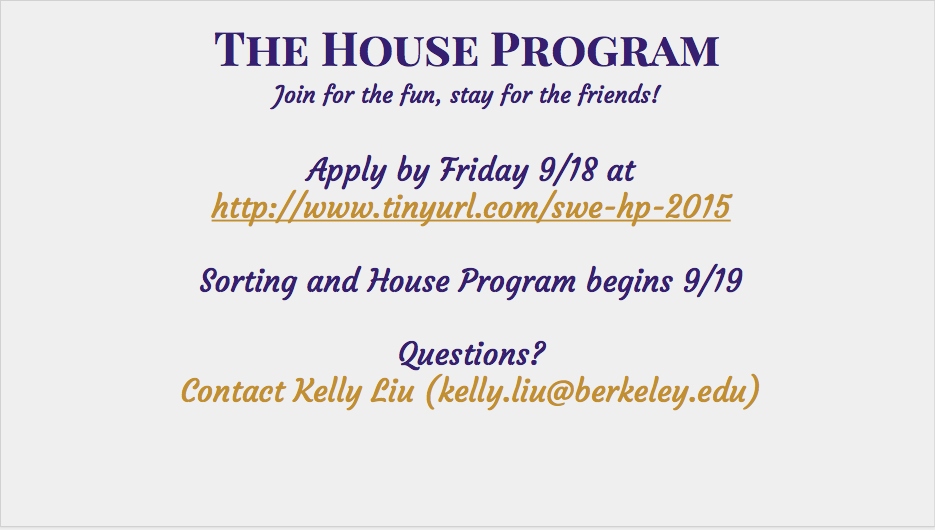 THE HOUSE PROGRAM
Join for the fun, stay for the friends!
Apply by Friday 9/18 at
http://www.tinyurl.com/swe-hp-2015
Sorting and House Program begins 9/19
Questions?
Contact Kelly Liu (kelly.liu@berkeley.edu)